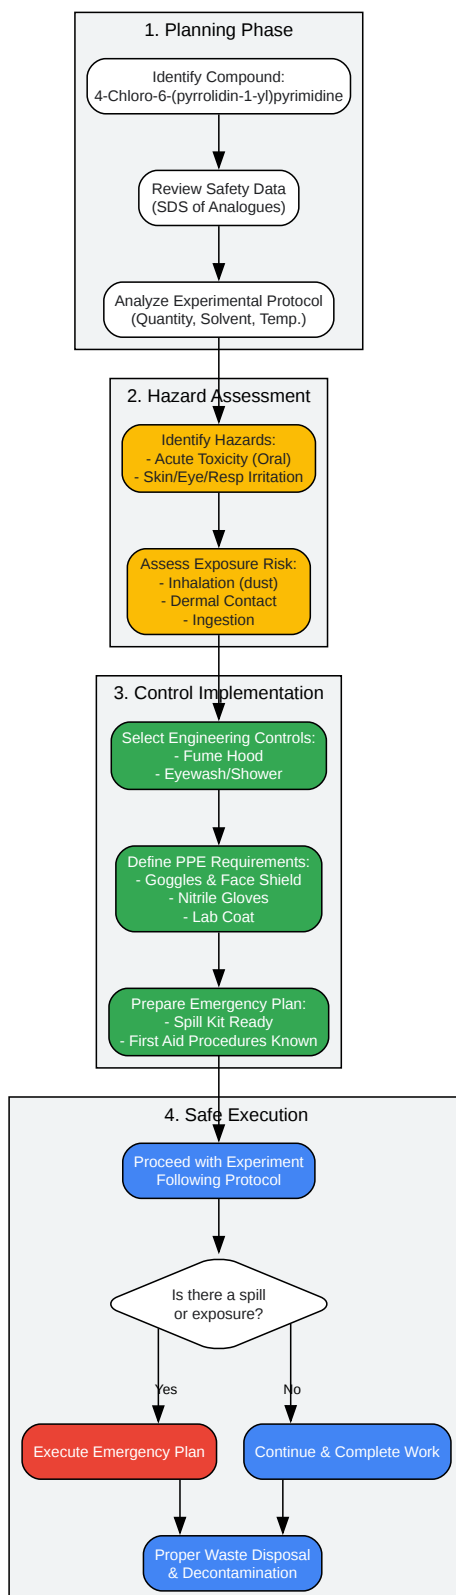 1. Planning Phase
Identify Compound:
4-Chloro-6-(pyrrolidin-1-yl)pyrimidine
Review Safety Data
(SDS of Analogues)
Analyze Experimental Protocol
(Quantity, Solvent, Temp.)
2. Hazard Assessment
Identify Hazards:
- Acute Toxicity (Oral)
- Skin/Eye/Resp Irritation
Assess Exposure Risk:
- Inhalation (dust)
- Dermal Contact
- Ingestion
3. Control Implementation
Select Engineering Controls:
- Fume Hood
- Eyewash/Shower
Define PPE Requirements:
- Goggles & Face Shield
- Nitrile Gloves
- Lab Coat
Prepare Emergency Plan:
- Spill Kit Ready
- First Aid Procedures Known
4. Safe Execution
Proceed with Experiment
Following Protocol
Is there a spill
or exposure?
Yes
No
Execute Emergency Plan
Continue & Complete Work
Proper Waste Disposal
& Decontamination